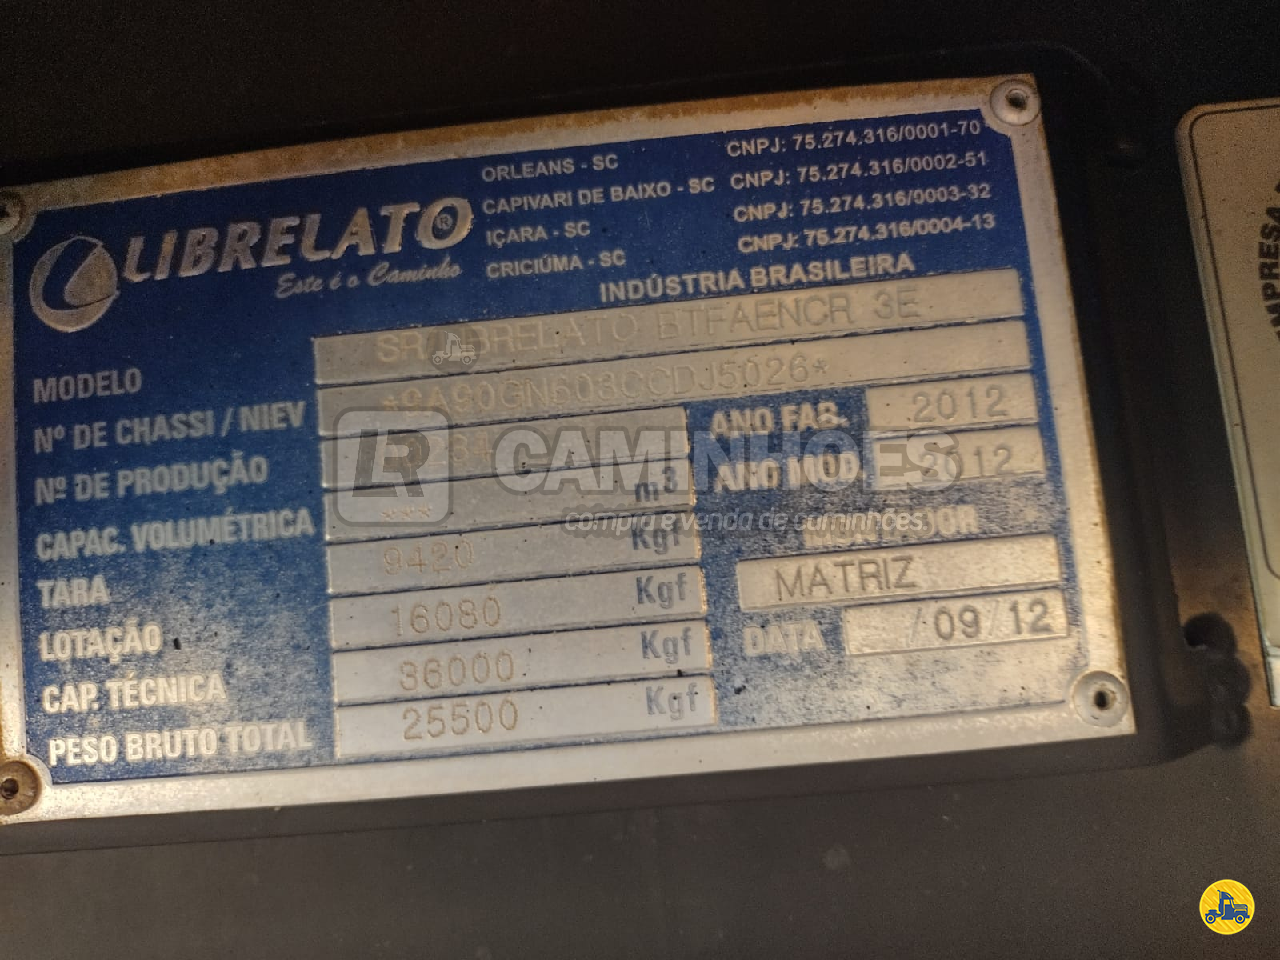 LIBRELATO®
Este é o Caminho
ORLEANS - SC
CAPIVARI DE BAIXO - SC
IÇARA - SC
CRICIÚMA - SC
CNPJ: 75.274.316/0001-70
CNPJ: 75.274.316/0002-51
CNPJ: 75.274.316/0003-32
CNPJ: 75.274.316/0004-13
INDÚSTRIA BRASILEIRA
MODELO BTFAENCR 3E
Nº DE CHASSI / NIEV
Nº DE PRODUÇÃO
ANO FAB. 2012
CAPAC. VOLUMÉTRICA *** m3
ANO MOD. 2012
TARA 9420 Kgf
MONTADOR
MATRIZ
LOTAÇÃO 16080 Kgf
DATA /09/12
CAP. TÉCNICA 36000 Kgf
PESO BRUTO TOTAL 25500 Kgf
LR CAMINHÕES
compra e venda de caminhões